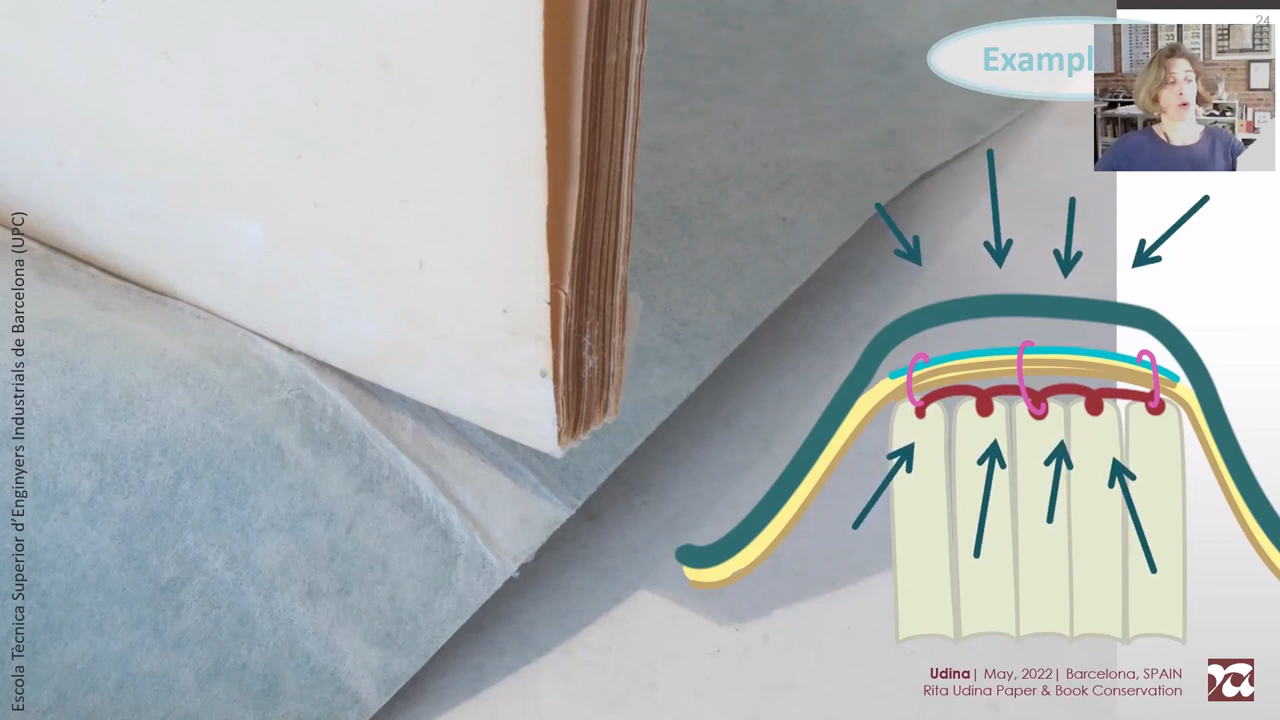 24
Exampl
Escola Tècnica Superior d'Enginyers Industrials de Barcelona (UPC)
Udina| May, 2022| Barcelona, SPAIN
Rita Udina Paper & Book Conservation